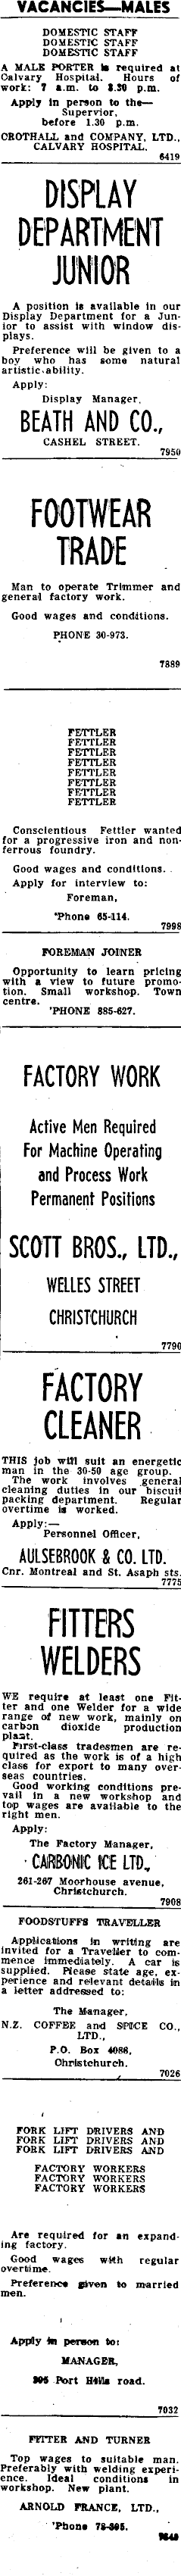 VACANCIES—MALES
DOMESTIC STAFF
DOMESTIC STAFF
DOMESTIC STAFF
A MALE PORTER is required at
Calvary Hospital. Hours of
work: 7 a.m. to 3.30 p.m.
Apply in person to the—
Supervior,
before 1.30 p.m.
CROTHALL and COMPANY, LTD.,
CALVARY HOSPITAL.
6419
DISPLAY
DEPARTMENT
JUNIOR
A position is available in our
Display Department for a Jun-
ior to assist with window dis-
plays.
Preference will be given to a
boy who has some natural
artistic ability.
Apply:
Display Manager,
BEATH AND CO.,
CASHEL STREET.
7950
FOOTWEAR
TRADE
Man to operate Trimmer and
general factory work.
Good wages and conditions.
PHONE 30-973.
7889
FETTLER
FETTLER
FETTLER
FETTLER
FETTLER
FETTLER
FETTLER
FETTLER
Conscientious Fettler wanted
for a progressive iron and non-
ferrous foundry.
Good wages and conditions.
Apply for interview to:
Foreman,
'Phone 65-114.
7998
FOREMAN JOINER
Opportunity to learn pricing
with a view to future promo-
tion. Small workshop. Town
centre.
'PHONE 885-627.
FACTORY WORK
Active Men Required
For Machine Operating
and Process Work
Permanent Positions
SCOTT BROS., LTD.,
WELLES STREET
CHRISTCHURCH
7790
FACTORY
CLEANER
THIS job will suit an energetic
man in the 30-50 age group.
The work involves general
cleaning duties in our biscuit
packing department. Regular
overtime is worked.
Apply:—
Personnel Officer,
AULSEBROOK & CO. LTD.
Cnr. Montreal and St. Asaph sts.
7775
FITTERS
WELDERS
WE require at least one Fit-
ter and one Welder for a wide
range of new work, mainly on
carbon dioxide production
plant.
First-class tradesmen are re-
quired as the work is of a high
class for export to many over-
seas countries.
Good working conditions pre-
vail in a new workshop and
top wages are available to the
right men.
Apply:
The Factory Manager,
CARBONIC ICE LTD.,
261-267 Moorhouse avenue,
Christchurch.
7908
FOODSTUFFS TRAVELLER
Applications in writing are
invited for a Traveller to com-
mence immediately. A car is
supplied. Please state age, ex-
perience and relevant details in
a letter addressed to:
The Manager,
N.Z. COFFEE and SPICE CO.,
LTD.,
P.O. Box 4086,
Christchurch.
7026
FORK LIFT DRIVERS AND
FORK LIFT DRIVERS AND
FORK LIFT DRIVERS AND
FACTORY WORKERS
FACTORY WORKERS
FACTORY WORKERS
Are required for an expand-
ing factory.
Good wages with regular
overtime.
Preference given to married
men.
Apply in person to:
MANAGER,
Port Hills road.
7032
FITTER AND TURNER
Top wages to suitable man.
Preferably with welding experi-
ence. Ideal conditions in
workshop. New plant.
ARNOLD FRANCE, LTD.,
'Phone